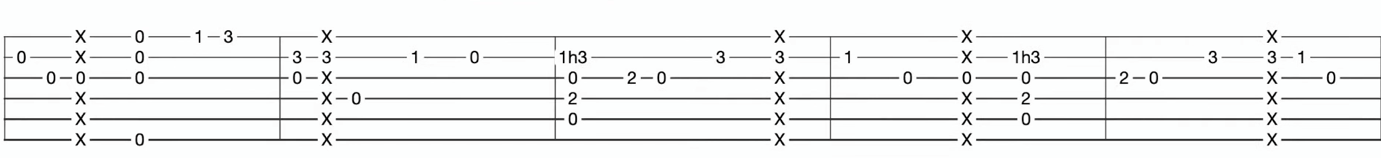 X 0 1 3 X X X X
0 X 0 3 3 1 0 1h3 3 3 1 X 1h3 3 3 1
0 0 0 0 X 0 2 0 X 0 0 0 2 0 X 0
X X 0 2 X X 2 X
X X 0 X X 0 X
X 0 X X X X